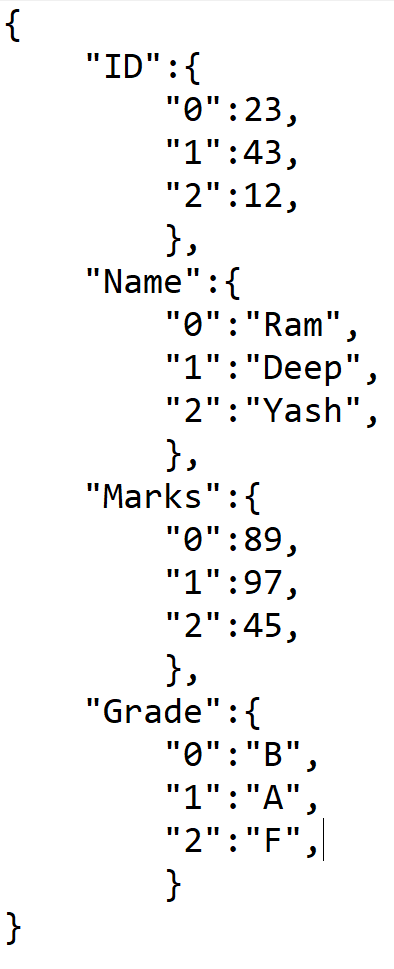 {
    "ID":{
        "0":23,
        "1":43,
        "2":12,
        },
    "Name":{
        "0":"Ram",
        "1":"Deep",
        "2":"Yash",
        },
    "Marks":{
        "0":89,
        "1":97,
        "2":45,
        },
    "Grade":{
        "0":"B",
        "1":"A",
        "2":"F",
        }
}